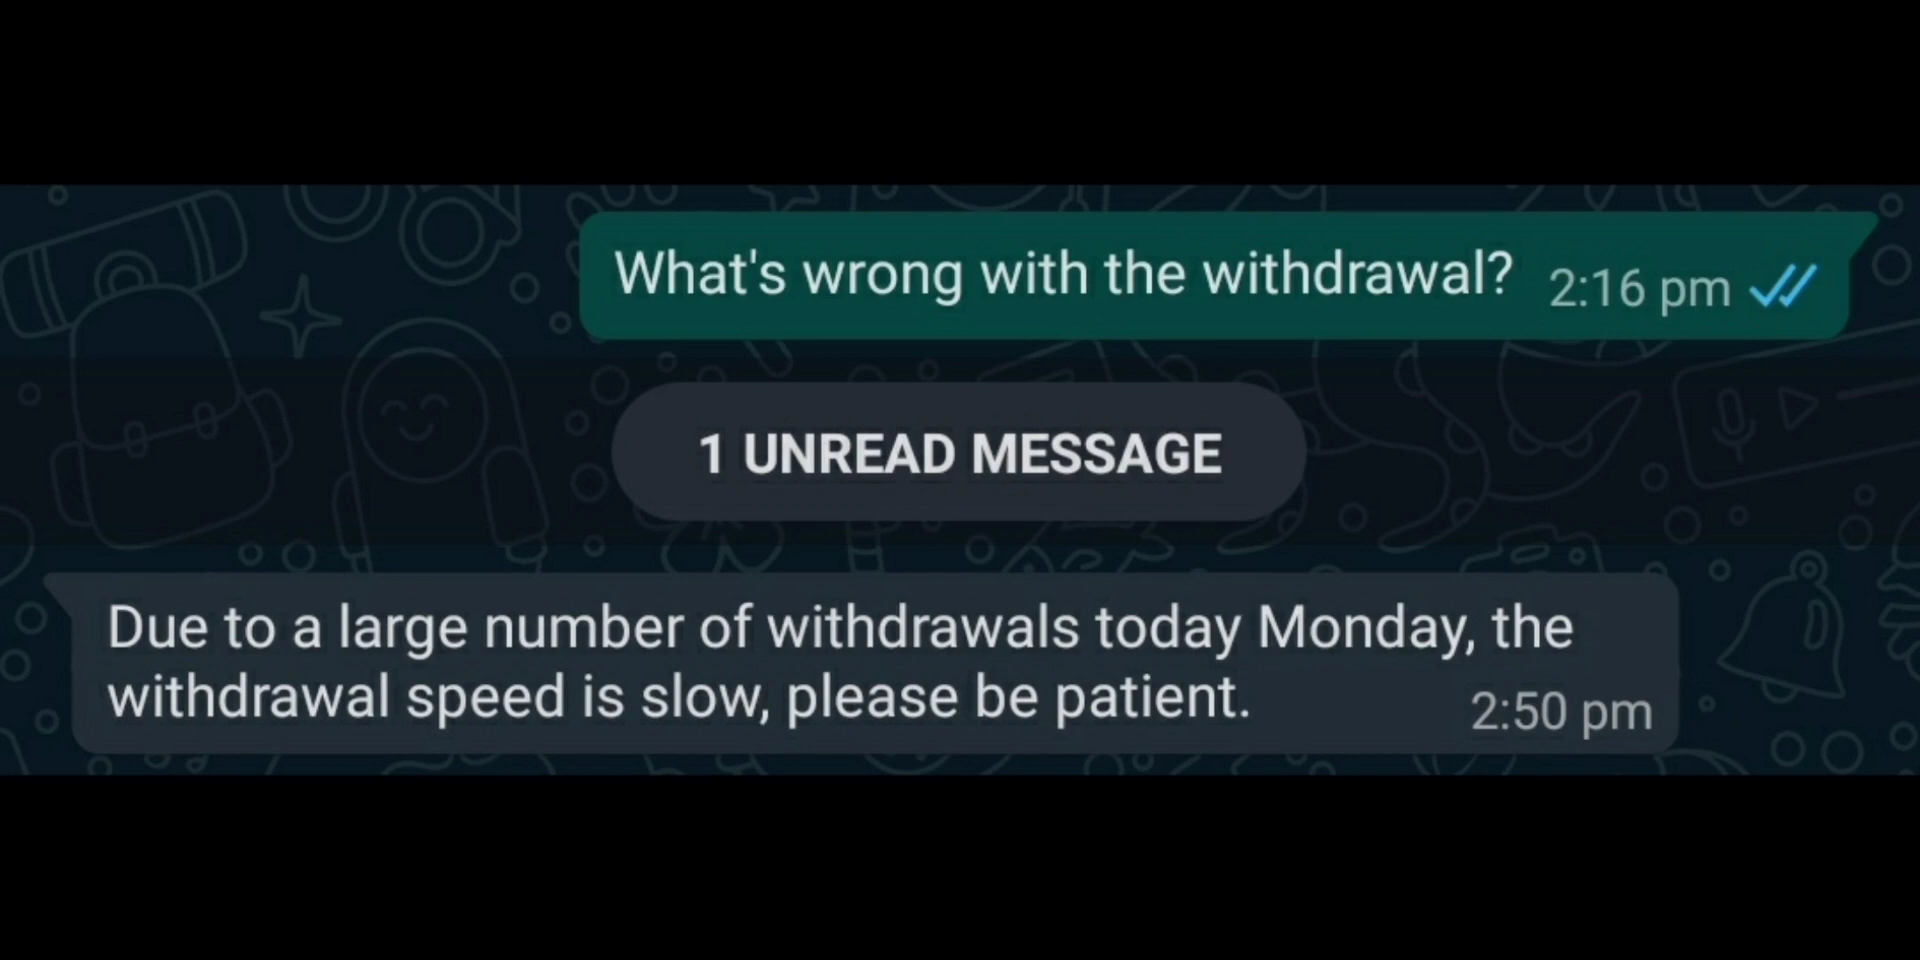 What's wrong with the withdrawal? 2:16 pm
1 UNREAD MESSAGE
Due to a large number of withdrawals today Monday, the
withdrawal speed is slow, please be patient. 2:50 pm